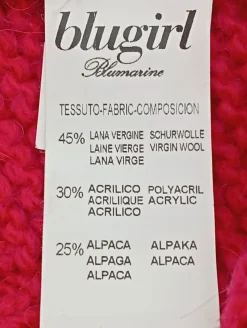 blugirl
Blumarine
TESSUTO-FABRIC-COMPOSICION
45% LANA VERGINE SCHURWOLLE
LAINE VIERGE VIRGIN WOOL
LANA VIRGE
30% ACRILICO POLYACRIL
ACRILIIQUE ACRYLIC
ACRILICO
25% ALPACA ALPAKA
ALPAGA ALPACA
ALPACA